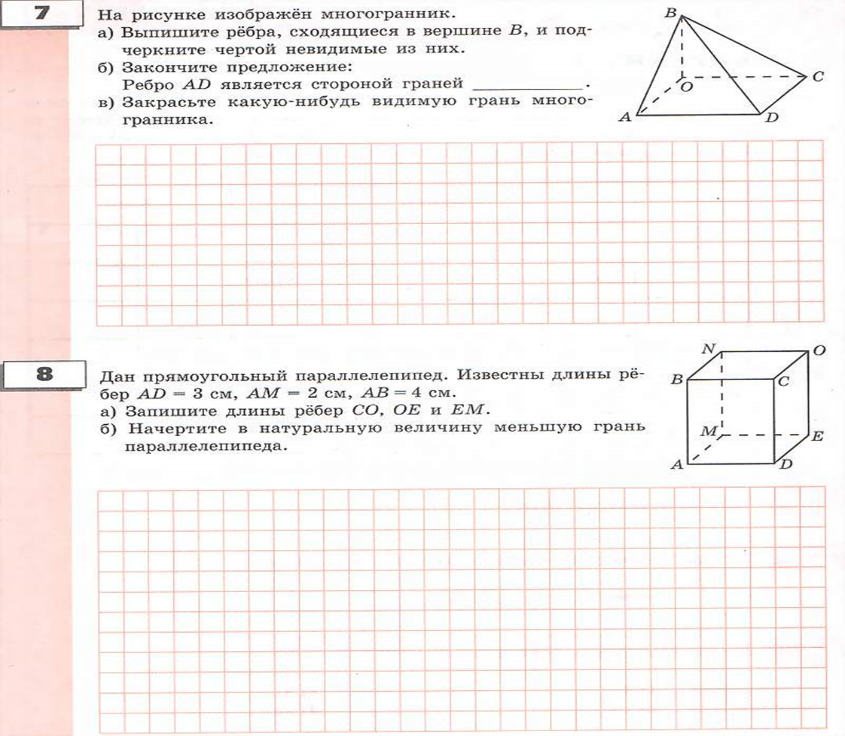 7
На рисунке изображён многогранник.
а) Выпишите рёбра, сходящиеся в вершине B, и под-
черкните чертой невидимые из них.
б) Закончите предложение:
Ребро AD является стороной граней ___________ .
в) Закрасьте какую-нибудь видимую грань много-
гранника.
B
O
C
A
D
8
Дан прямоугольный параллелепипед. Известны длины рё-
бер AD = 3 см, AM = 2 см, AB = 4 см.
а) Запишите длины рёбер CO, OE и EM.
б) Начертите в натуральную величину меньшую грань
параллелепипеда.
N
O
B
C
M
E
A
D